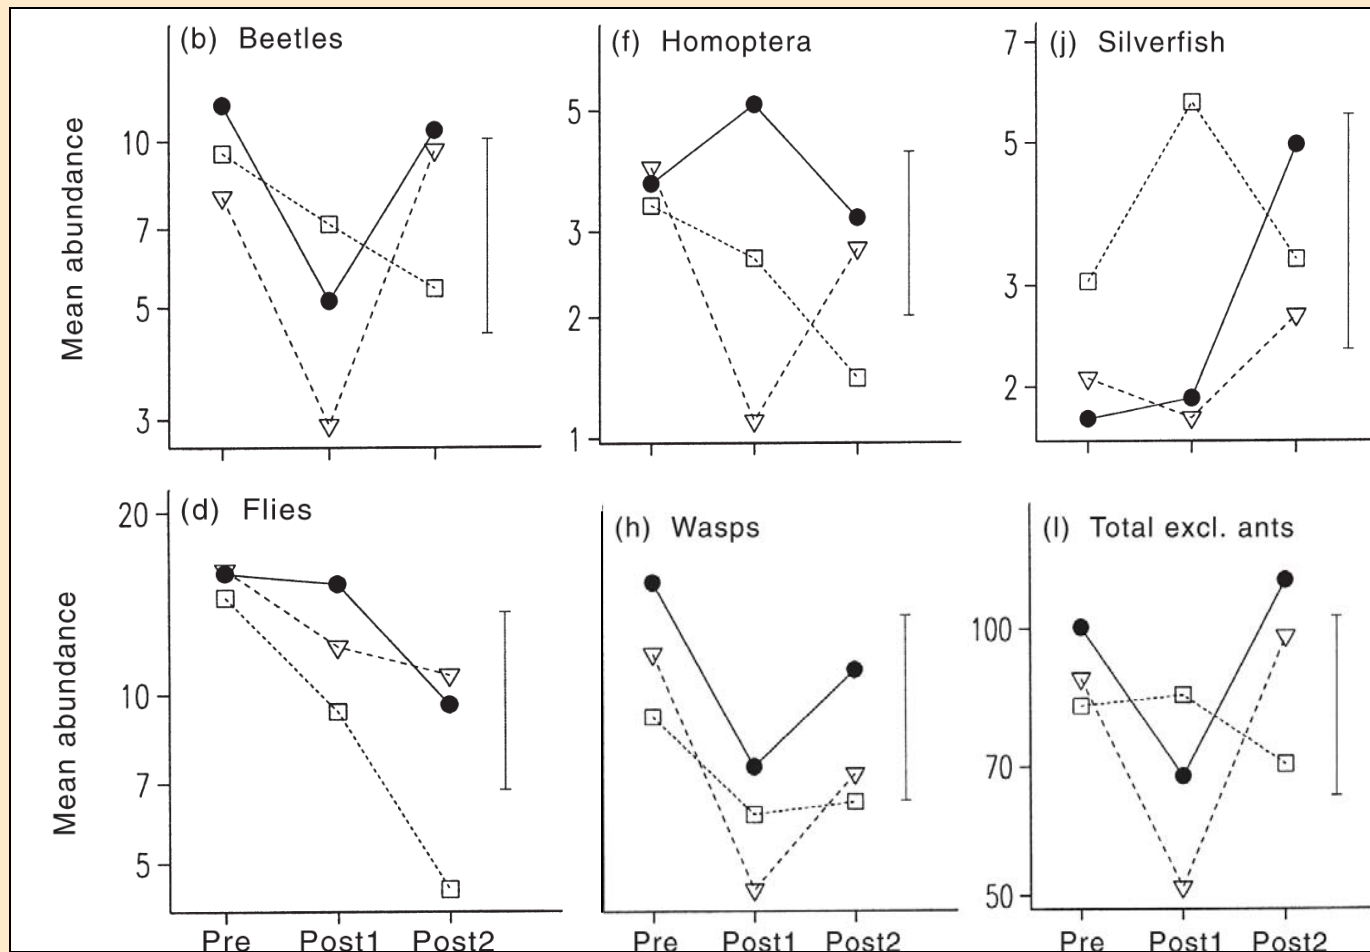 (b) Beetles
Mean abundance
10
7
5
3
(f) Homoptera
5
3
2
1
(j) Silverfish
7
5
3
2
(d) Flies
Mean abundance
20
10
7
5
Pre Post1 Post2
(h) Wasps
Pre Post1 Post2
(l) Total excl. ants
100
70
50
Pre Post1 Post2